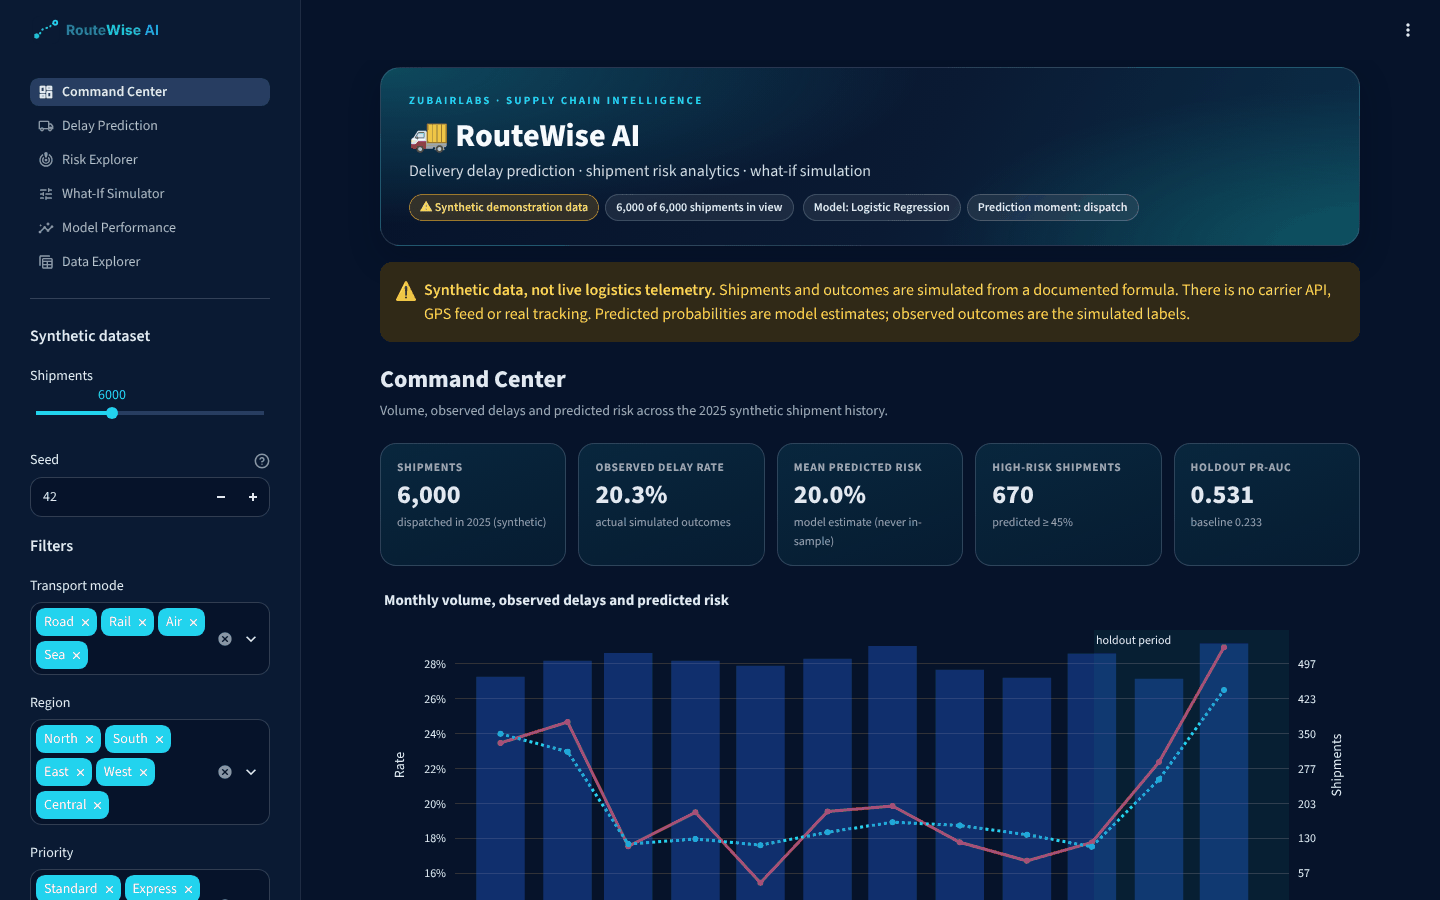 RouteWise AI
Command Center
Delay Prediction
Risk Explorer
What-If Simulator
Model Performance
Data Explorer
Synthetic dataset
Shipments
6000
Seed
42
Filters
Transport mode
Road
Rail
Air
Sea
Region
North
South
East
West
Central
Priority
Standard
Express
ZUBAIRLABS · SUPPLY CHAIN INTELLIGENCE
RouteWise AI
Delivery delay prediction · shipment risk analytics · what-if simulation
Synthetic demonstration data
6,000 of 6,000 shipments in view
Model: Logistic Regression
Prediction moment: dispatch
Synthetic data, not live logistics telemetry. Shipments and outcomes are simulated from a documented formula. There is no carrier API,
GPS feed or real tracking. Predicted probabilities are model estimates; observed outcomes are the simulated labels.
Command Center
Volume, observed delays and predicted risk across the 2025 synthetic shipment history.
SHIPMENTS
6,000
dispatched in 2025 (synthetic)
OBSERVED DELAY RATE
20.3%
actual simulated outcomes
MEAN PREDICTED RISK
20.0%
model estimate (never in-
sample)
HIGH-RISK SHIPMENTS
670
predicted ≥ 45%
HOLDOUT PR-AUC
0.531
baseline 0.233
Monthly volume, observed delays and predicted risk
holdout period
28%
26%
24%
22%
20%
18%
16%
Rate
497
423
350
277
203
130
57
Shipments